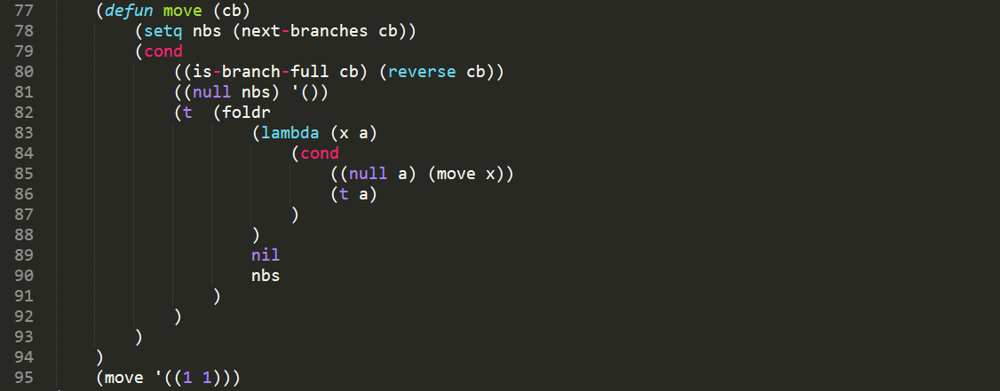 77 (defun move (cb)
78 (setq nbs (next-branches cb))
79 (cond
80 ((is-branch-full cb) (reverse cb))
81 ((null nbs) '())
82 (t (foldr
83 (lambda (x a)
84 (cond
85 ((null a) (move x))
86 (t a)
87 )
88 )
89 nil
90 nbs
91 )
92 )
93 )
94 )
95 (move '((1 1)))